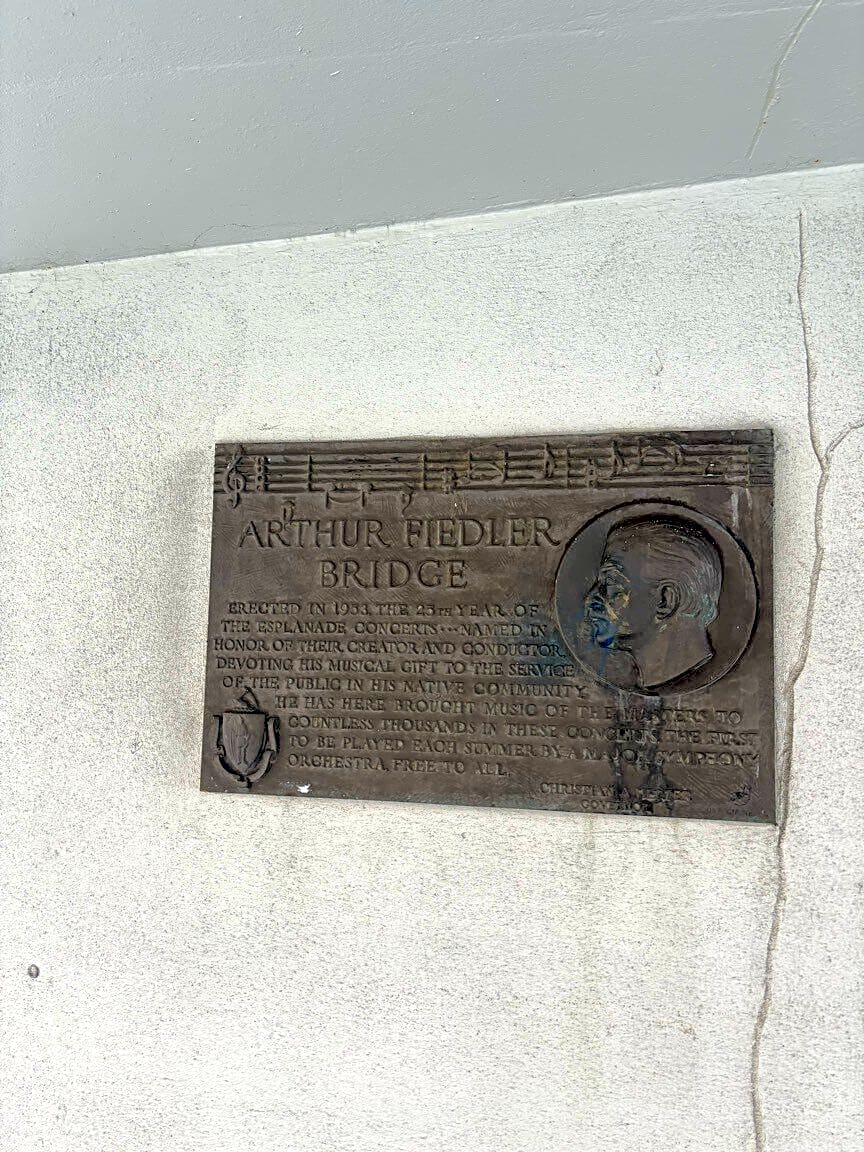 ARTHUR FIEDLER
BRIDGE
ERECTED IN 1953, THE 25TH YEAR OF
THE ESPLANADE CONCERTS ••• NAMED IN
HONOR OF THEIR CREATOR AND CONDUCTOR,
DEVOTING HIS MUSICAL GIFT TO THE SERVICE
OF THE PUBLIC IN HIS NATIVE COMMUNITY,
HE HAS HERE BROUGHT MUSIC OF THE MASTERS TO
COUNTLESS THOUSANDS IN THESE CONCERTS, THE FIRST
TO BE PLAYED EACH SUMMER BY A MAJOR SYMPHONY
ORCHESTRA, FREE TO ALL.
CHRISTIAN A. HERTER
GOVERNOR